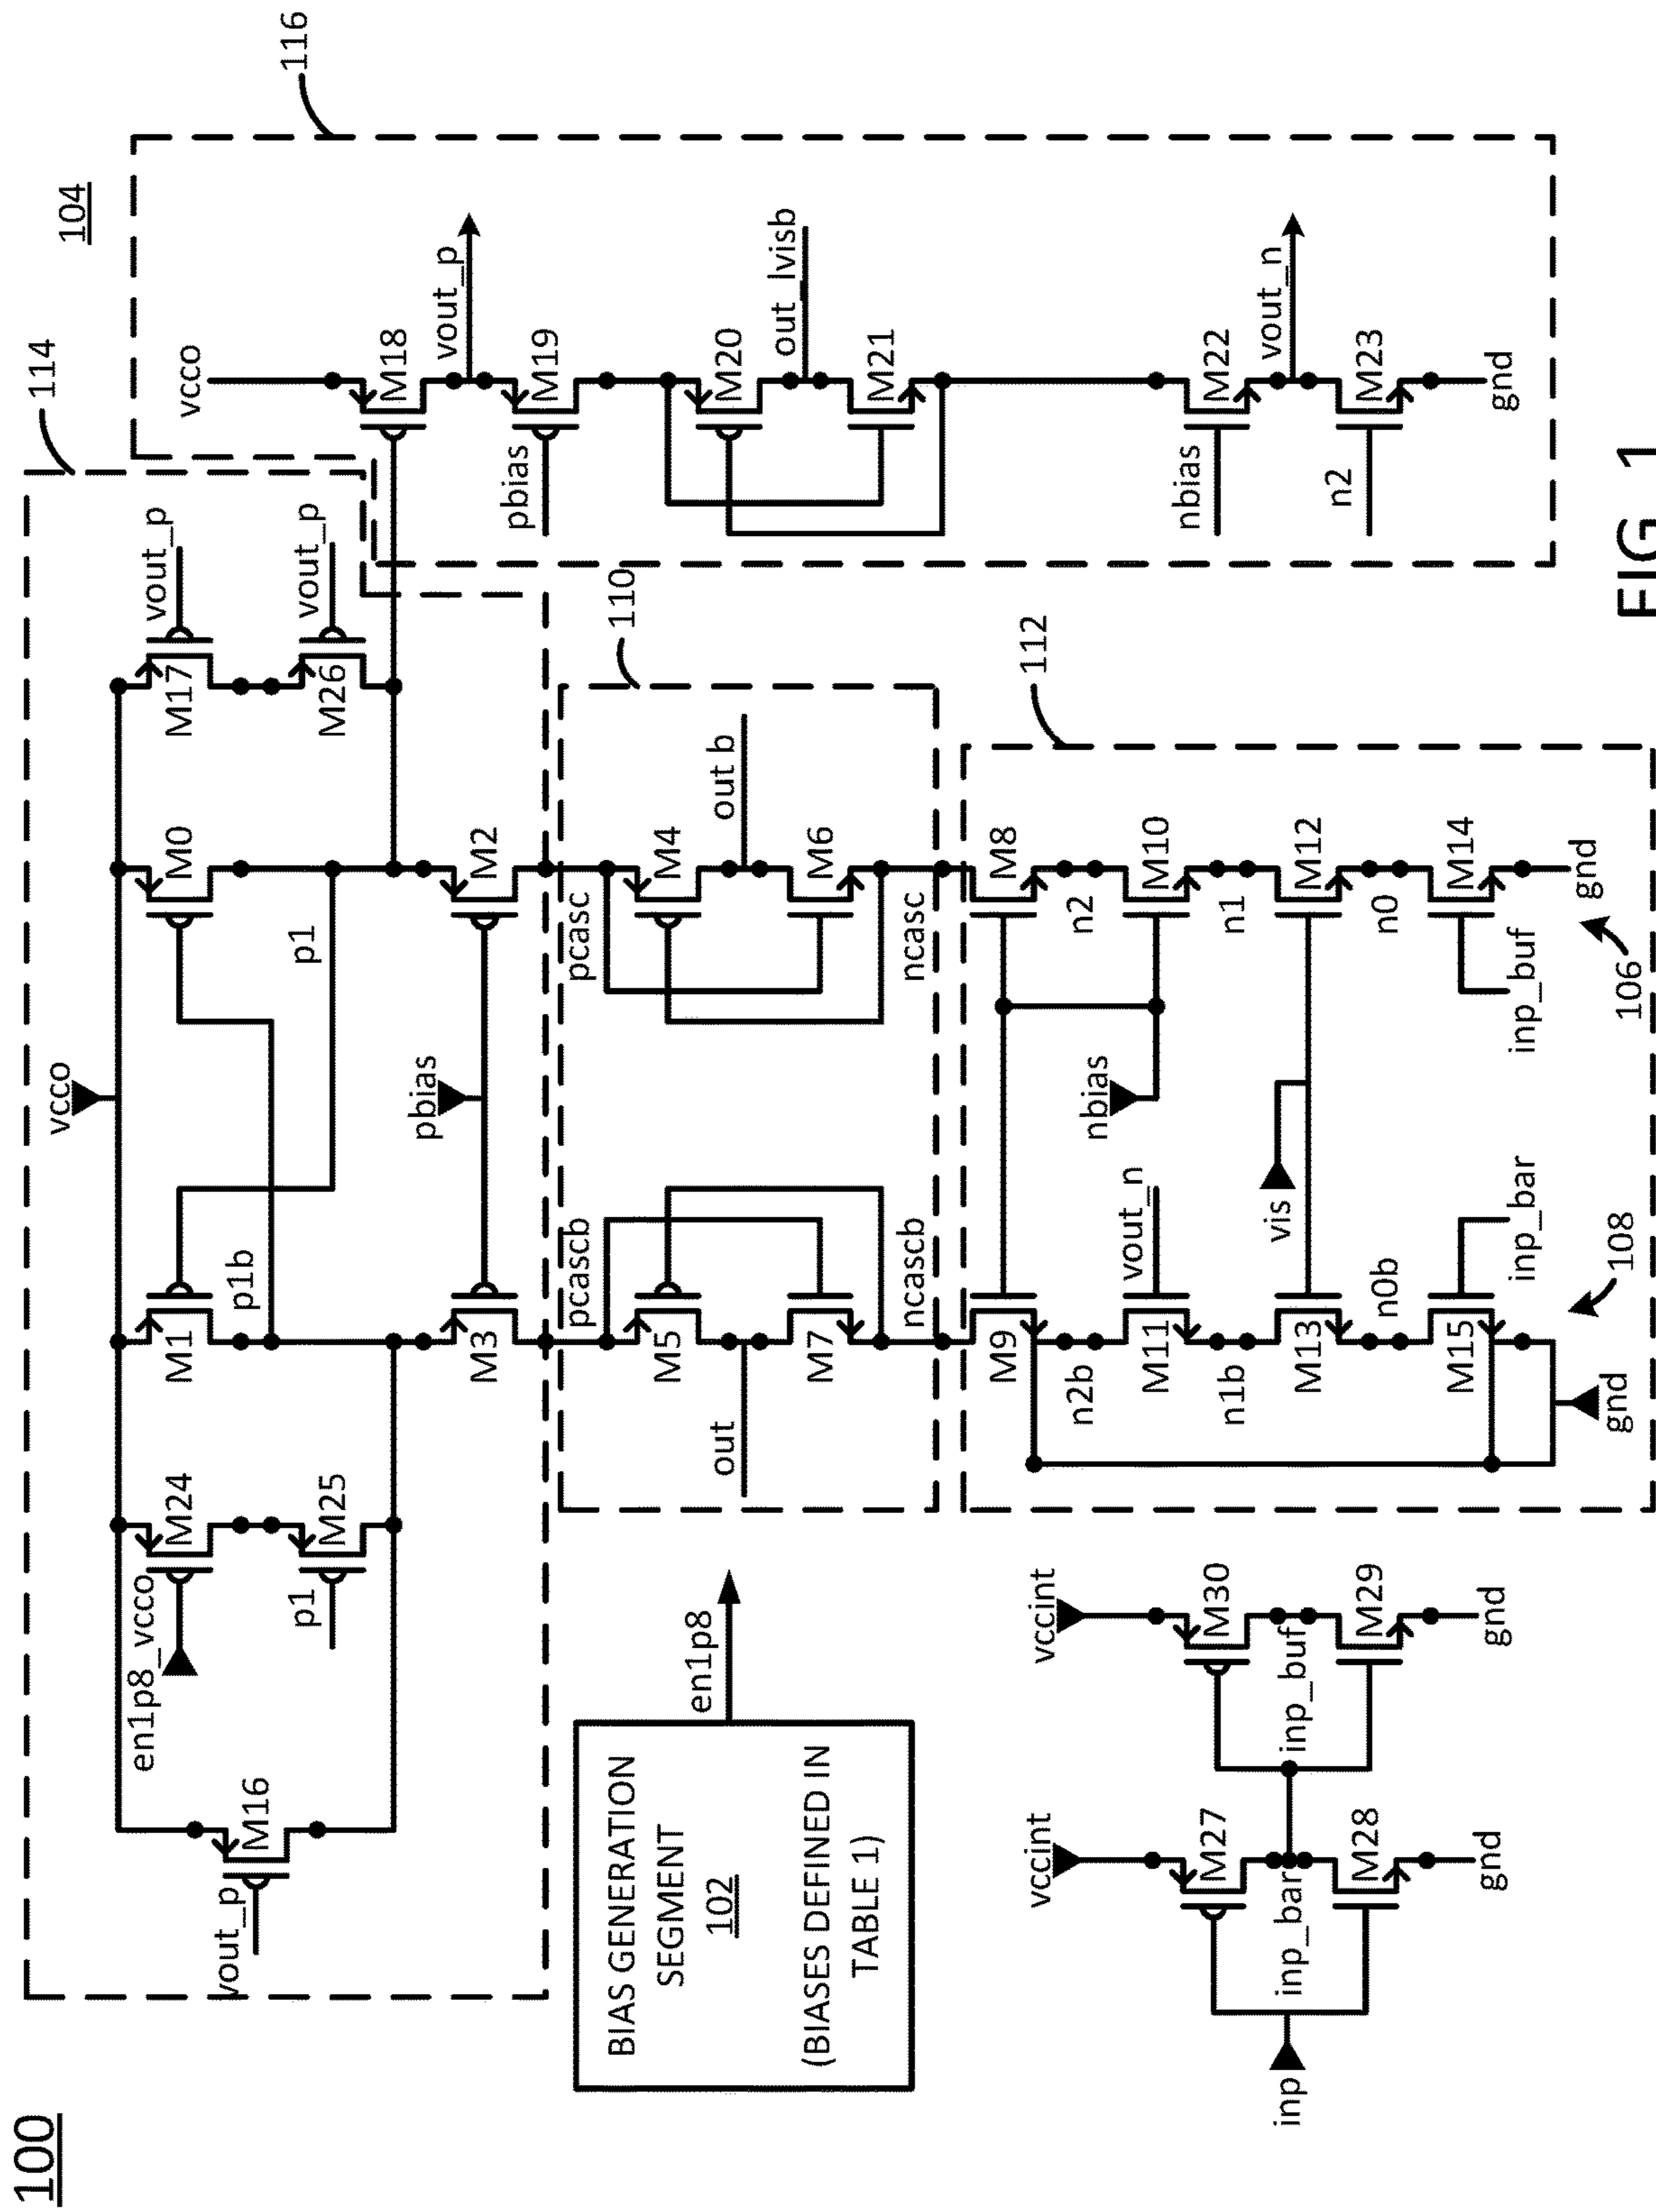 100
114
116
104
vcco
vcco
vout_p
en1p8_vcco
M16
M24
p1
M25
M1
p1b
M0
p1
M17
vout_p
M26
vout_p
M18
vout_p
pbias
M19
M3
pbias
M2
110
pcascb
pcasc
M5
out
M7
M4
out b
M6
ncascb
ncasc
M20
out_lvisb
M21
nbias
M22
vout_n
n2
M23
gnd
BIAS GENERATION
SEGMENT
102
(BIASES DEFINED IN
TABLE 1)
en1p8
112
M9
M8
n2b
n2
M11
vout_n
nbias
M10
n1b
n1
M13
vis
M12
n0b
n0
M15
inp_bar
inp_buf
M14
gnd
108
106
gnd
vccint
vccint
inp
M27
inp_bar
M28
gnd
M30
inp_buf
M29
gnd
FIG. 1